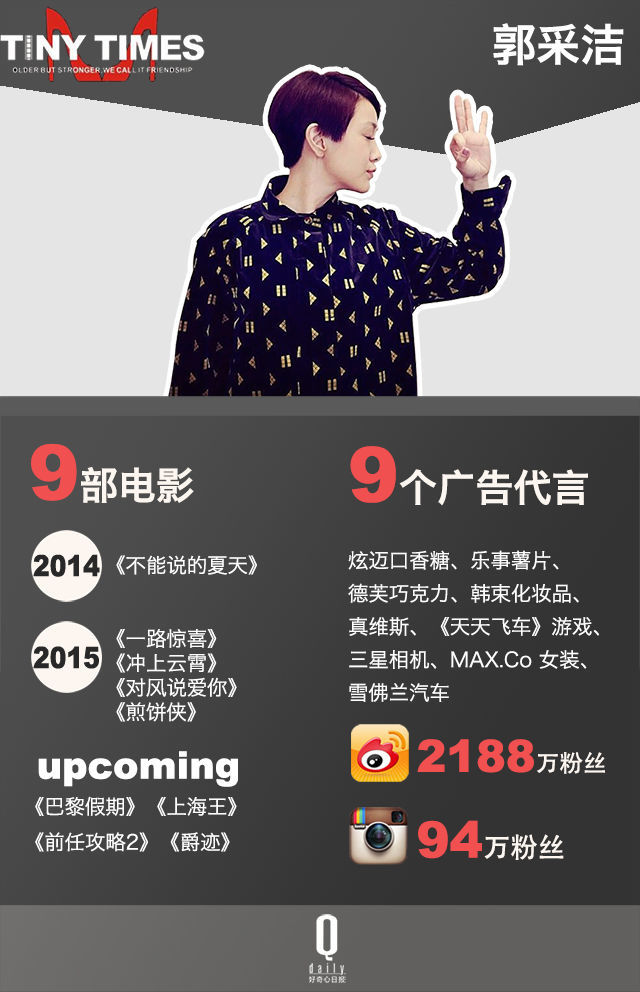 TiNY TIMES
OLDER BUT STRONGER,WE CALL IT FRIENDSHIP
郭采洁
9部电影
2014 《不能说的夏天》
2015
《一路惊喜》
《冲上云霄》
《对风说爱你》
《煎饼侠》
upcoming
《巴黎假期》 《上海王》
《前任攻略2》 《爵迹》
9个广告代言
炫迈口香糖、乐事薯片、
德芙巧克力、韩束化妆品、
真维斯、《天天飞车》游戏、
三星相机、MAX.Co 女装、
雪佛兰汽车
2188万粉丝
94万粉丝
Q
daily
好奇心日报